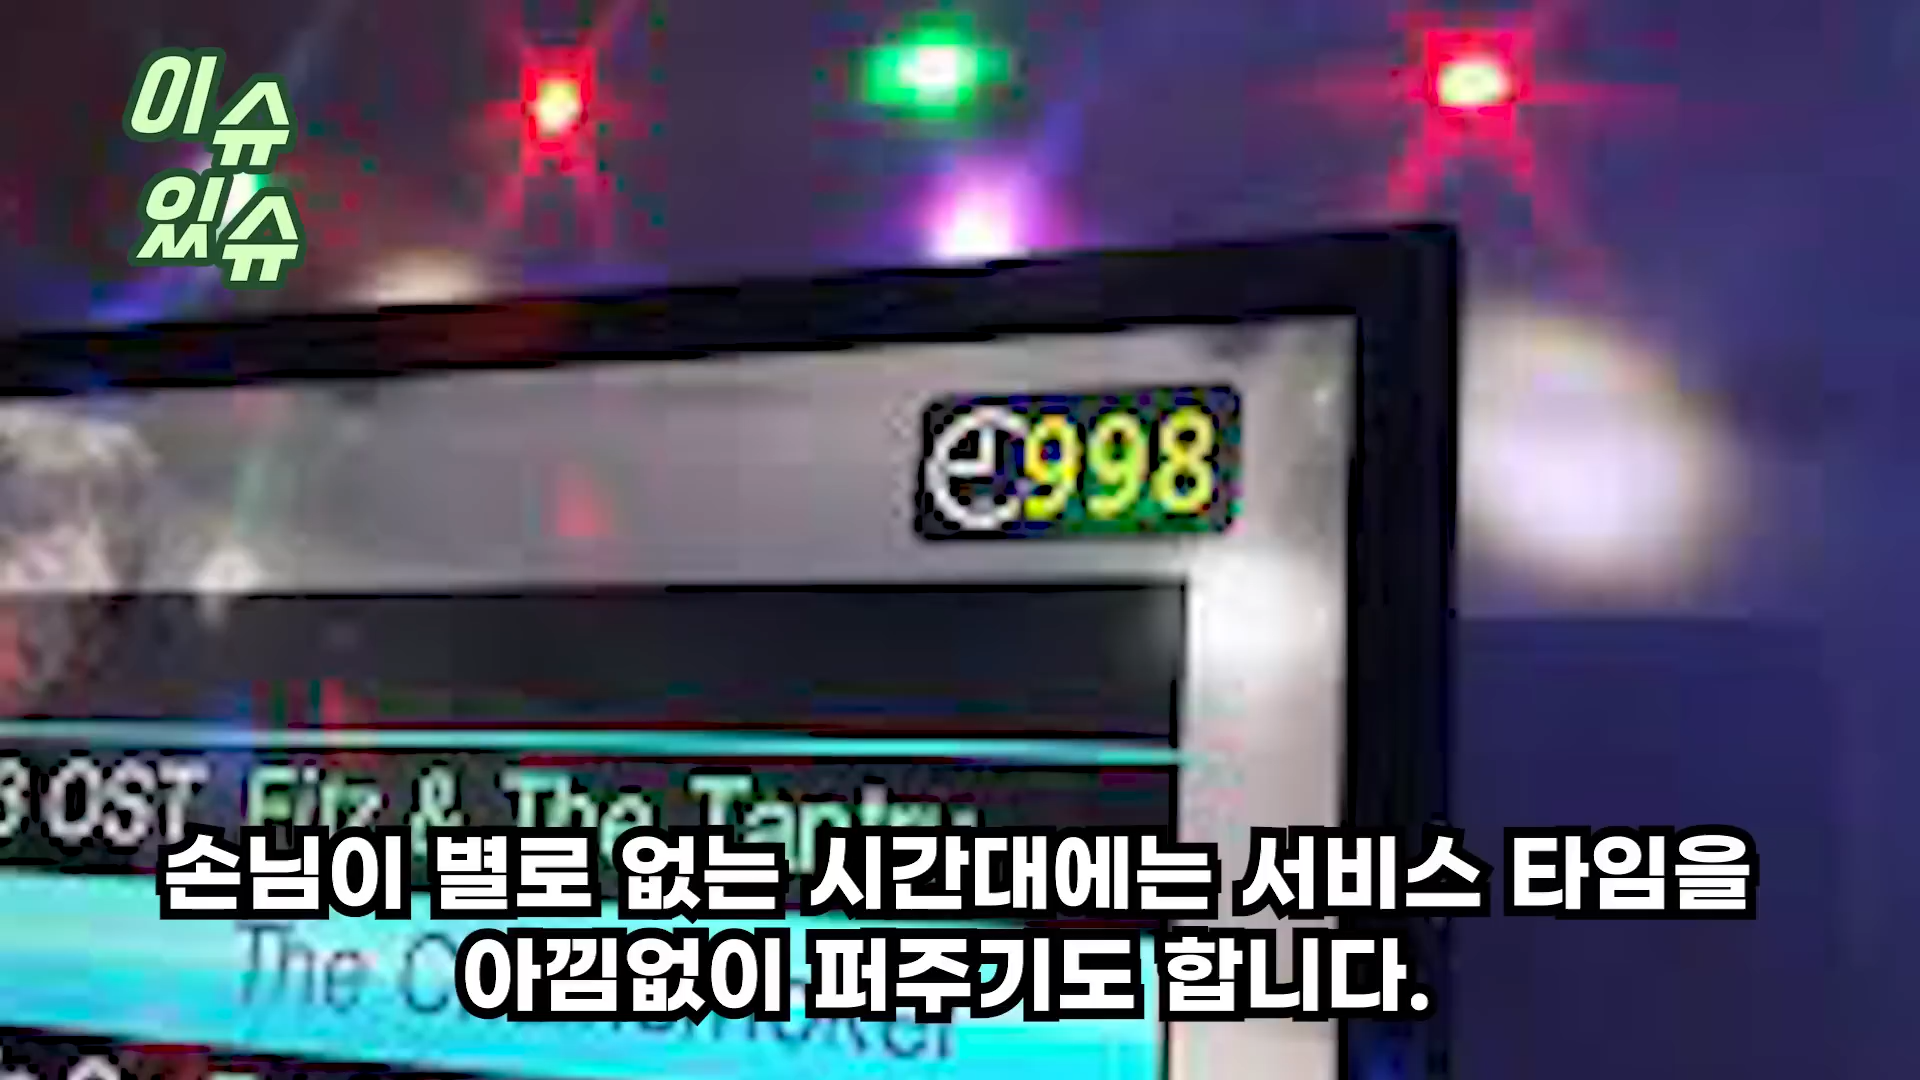 이슈
있슈
998
3 OST Fitz & The Tantru
손님이 별로 없는 시간대에는 서비스 타임을
아낌없이 퍼주기도 합니다.
The